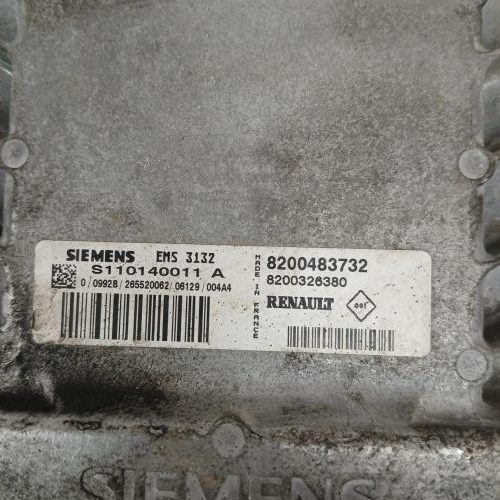 SIEMENS EMS 3132
S110140011 A
0 / 09928 / 265520062 / 06129 / 004A4
MADE IN FRANCE
8200483732
8200326380
RENAULT
SIEMENS